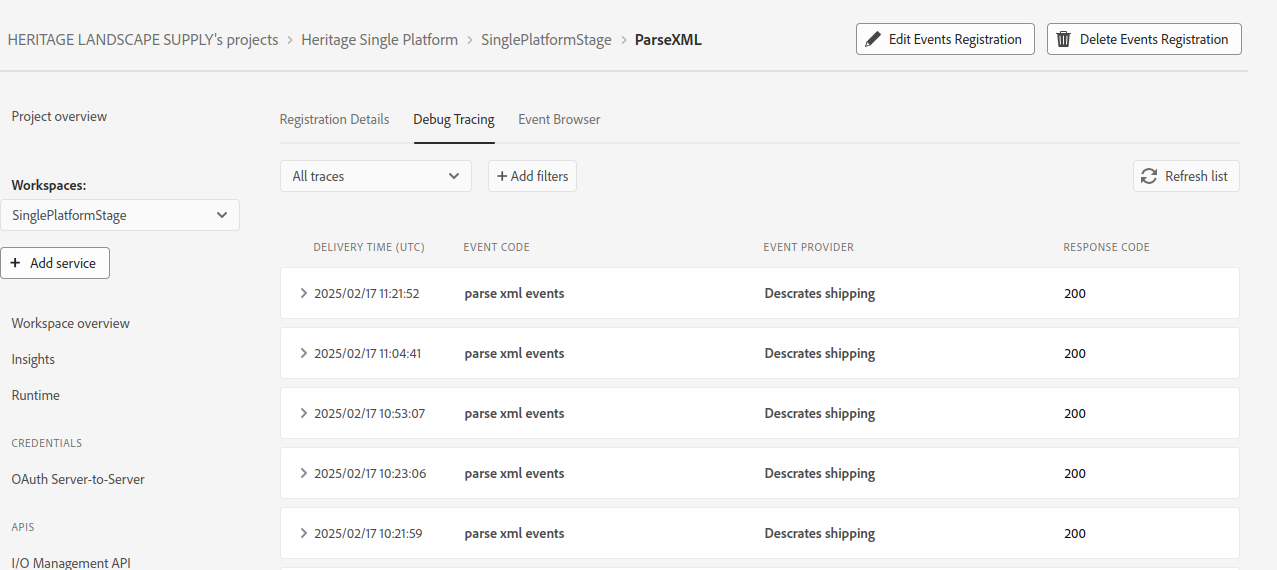 HERITAGE LANDSCAPE SUPPLY's projects > Heritage Single Platform > SinglePlatformStage > ParseXML
Edit Events Registration
Delete Events Registration
Project overview
Workspaces:
SinglePlatformStage
+ Add service
Workspace overview
Insights
Runtime
CREDENTIALS
OAuth Server-to-Server
APIS
I/O Management API
Registration Details Debug Tracing Event Browser
All traces + Add filters Refresh list
DELIVERY TIME (UTC) EVENT CODE EVENT PROVIDER RESPONSE CODE
> 2025/02/17 11:21:52 parse xml events Descrates shipping 200
> 2025/02/17 11:04:41 parse xml events Descrates shipping 200
> 2025/02/17 10:53:07 parse xml events Descrates shipping 200
> 2025/02/17 10:23:06 parse xml events Descrates shipping 200
> 2025/02/17 10:21:59 parse xml events Descrates shipping 200